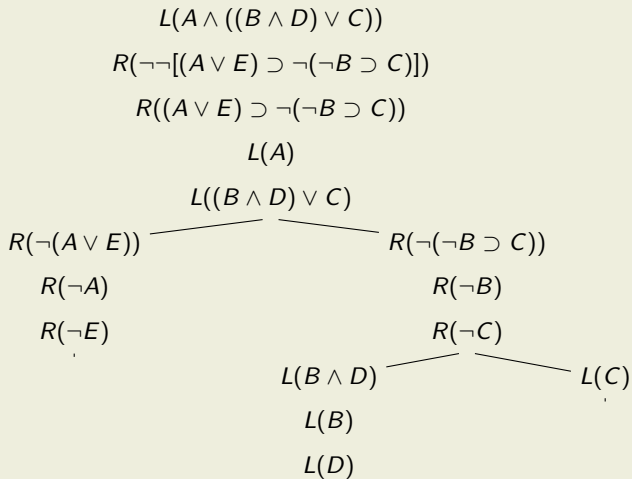 L(A ∧ ((B ∧ D) ∨ C))
R(¬¬[(A ∨ E) ⊃ ¬(¬B ⊃ C)])
R((A ∨ E) ⊃ ¬(¬B ⊃ C))
L(A)
L((B ∧ D) ∨ C)
R(¬(A ∨ E)) R(¬(¬B ⊃ C))
R(¬A) R(¬B)
R(¬E) R(¬C)
L(B ∧ D) L(C)
L(B)
L(D)